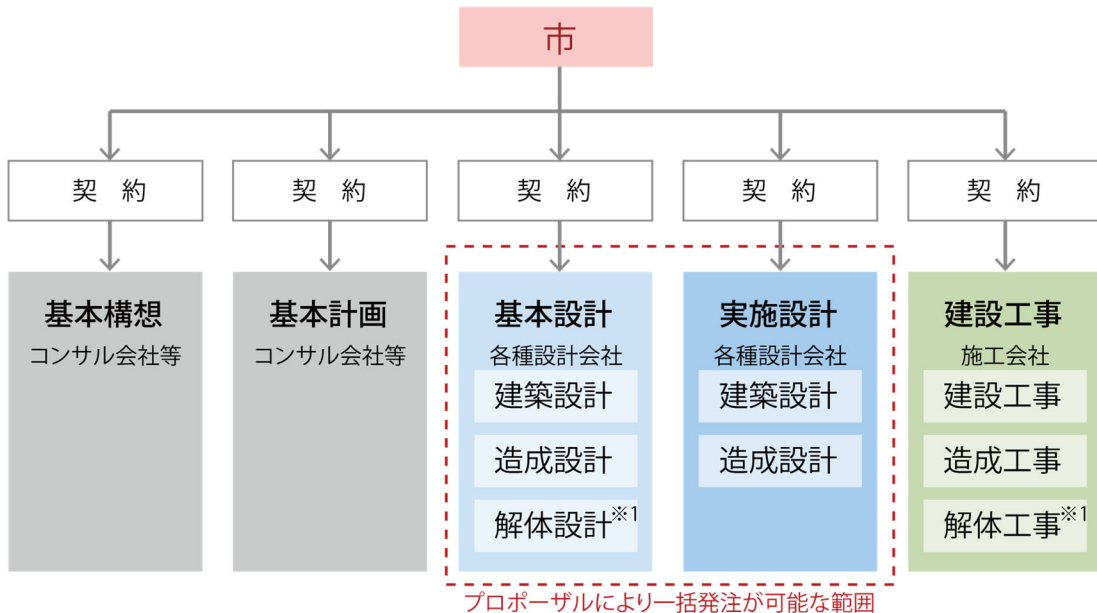 市
契　約
契　約
契　約
契　約
契　約
基本構想
コンサル会社等
基本計画
コンサル会社等
基本設計
各種設計会社
建築設計
造成設計
解体設計※1
実施設計
各種設計会社
建築設計
造成設計
建設工事
施工会社
建設工事
造成工事
解体工事※1
プロポーザルにより一括発注が可能な範囲